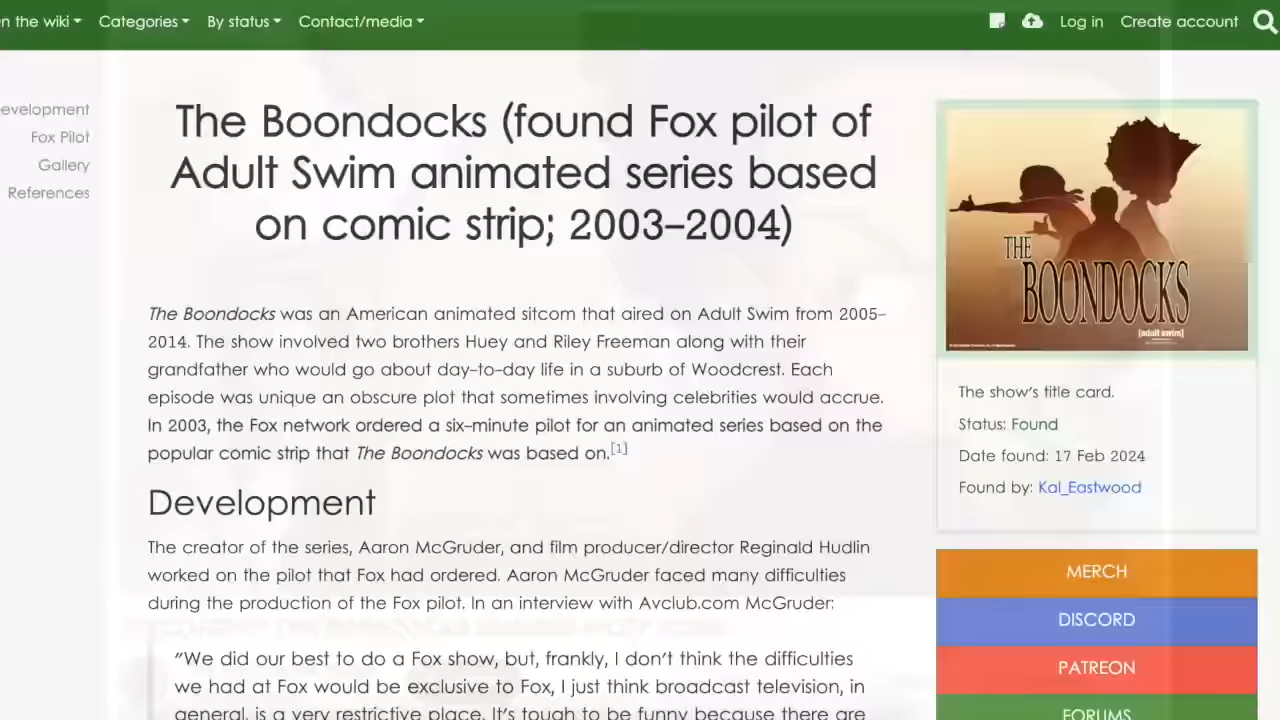 n the wiki Categories By status Contact/media Log in Create account
evelopment
Fox Pilot
Gallery
References
The Boondocks (found Fox pilot of
Adult Swim animated series based
on comic strip; 2003–2004)
The Boondocks was an American animated sitcom that aired on Adult Swim from 2005–
2014. The show involved two brothers Huey and Riley Freeman along with their
grandfather who would go about day-to-day life in a suburb of Woodcrest. Each
episode was unique an obscure plot that sometimes involving celebrities would accrue.
In 2003, the Fox network ordered a six-minute pilot for an animated series based on the
popular comic strip that The Boondocks was based on.[1]
Development
The creator of the series, Aaron McGruder, and film producer/director Reginald Hudlin
worked on the pilot that Fox had ordered. Aaron McGruder faced many difficulties
during the production of the Fox pilot. In an interview with Avclub.com McGruder:
"We did our best to do a Fox show, but, frankly, I don't think the difficulties
we had at Fox would be exclusive to Fox, I just think broadcast television, in
general, is a very restrictive place. It's tough to be funny because there are
THE
BOONDOCKS
[adult swim]
The show's title card.
Status: Found
Date found: 17 Feb 2024
Found by: Kal_Eastwood
MERCH
DISCORD
PATREON
FORUMS